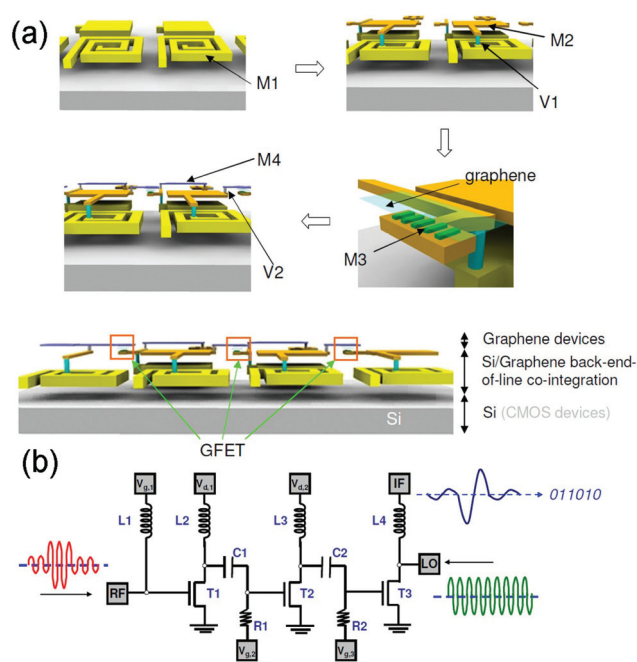 (a)
M1
M2
V1
M4
V2
graphene
M3
Graphene devices
Si/Graphene back-end-
of-line co-integration
Si (CMOS devices)
Si
GFET
(b)
Vg,1
Vd,1
Vd,2
IF
011010
L1
L2
L3
L4
C1
C2
LO
RF
T1
T2
T3
R1
R2
Vg,2
Vg,3